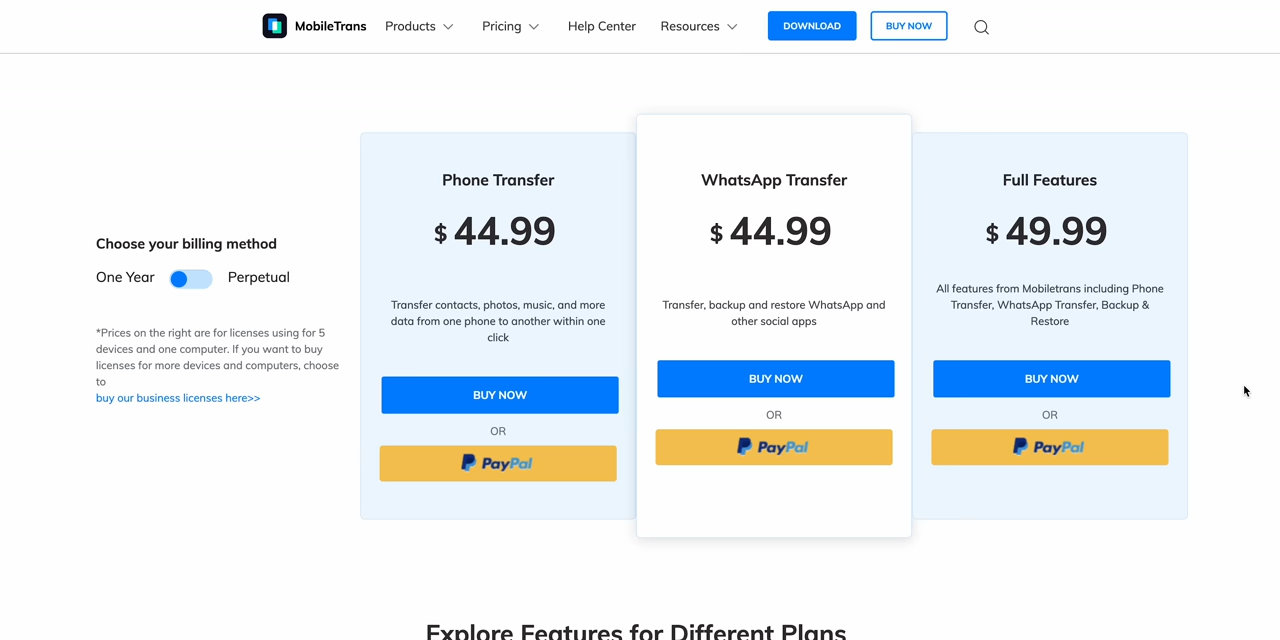 MobileTrans Products Pricing Help Center Resources DOWNLOAD BUY NOW
Choose your billing method
One Year Perpetual
*Prices on the right are for licenses using for 5
devices and one computer. If you want to buy
licenses for more devices and computers, choose
to
buy our business licenses here>>
Phone Transfer
$ 44.99
Transfer contacts, photos, music, and more
data from one phone to another within one
click
BUY NOW
OR
PayPal
WhatsApp Transfer
$ 44.99
Transfer, backup and restore WhatsApp and
other social apps
BUY NOW
OR
PayPal
Full Features
$ 49.99
All features from Mobiletrans including Phone
Transfer, WhatsApp Transfer, Backup &
Restore
BUY NOW
OR
PayPal
Explore Features for Different Plans